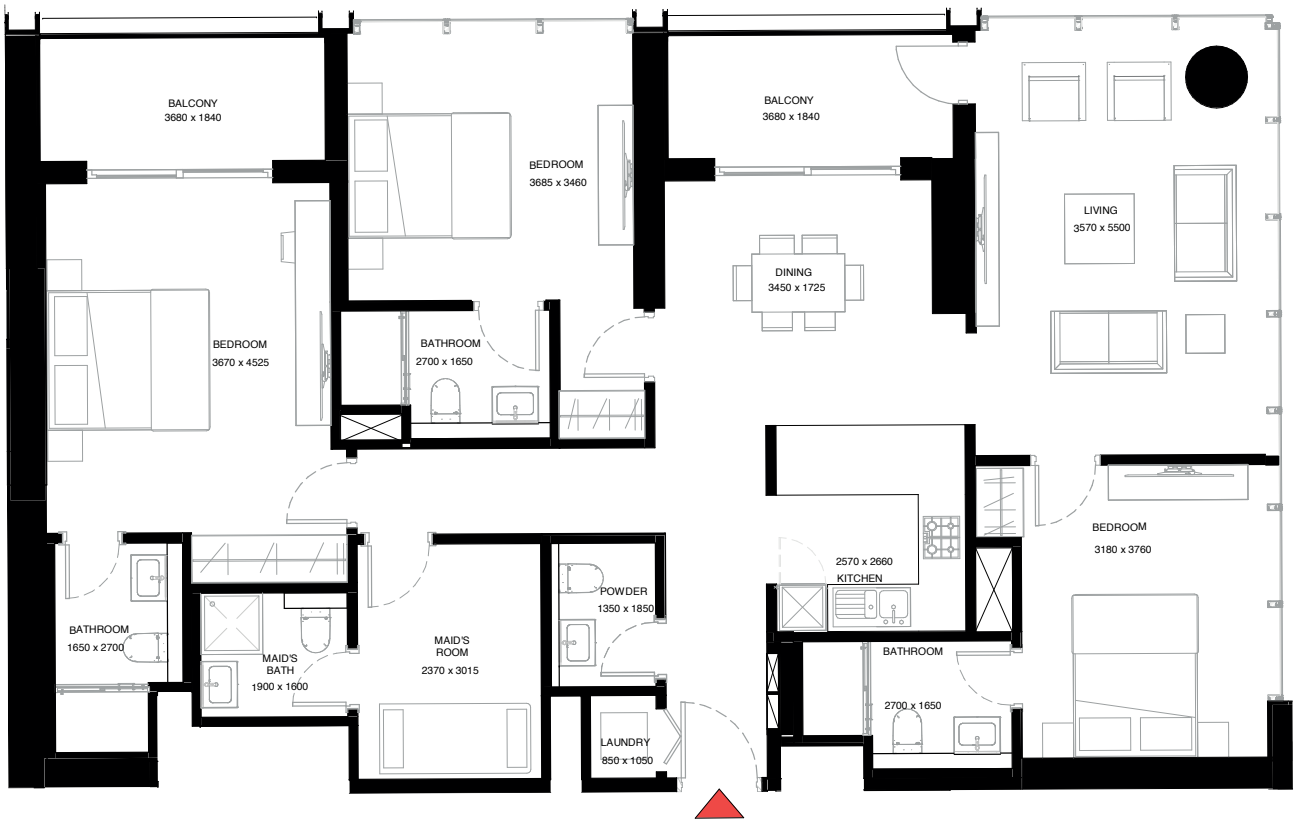 BALCONY
3680 x 1840
BEDROOM
3685 x 3460
BALCONY
3680 x 1840
LIVING
3570 x 5500
DINING
3450 x 1725
BEDROOM
3670 x 4525
BATHROOM
2700 x 1650
BEDROOM
3180 x 3760
2570 x 2660
KITCHEN
POWDER
1350 x 1850
BATHROOM
1650 x 2700
MAID'S
ROOM
2370 x 3015
MAID'S
BATH
1900 x 1600
BATHROOM
2700 x 1650
LAUNDRY
850 x 1050